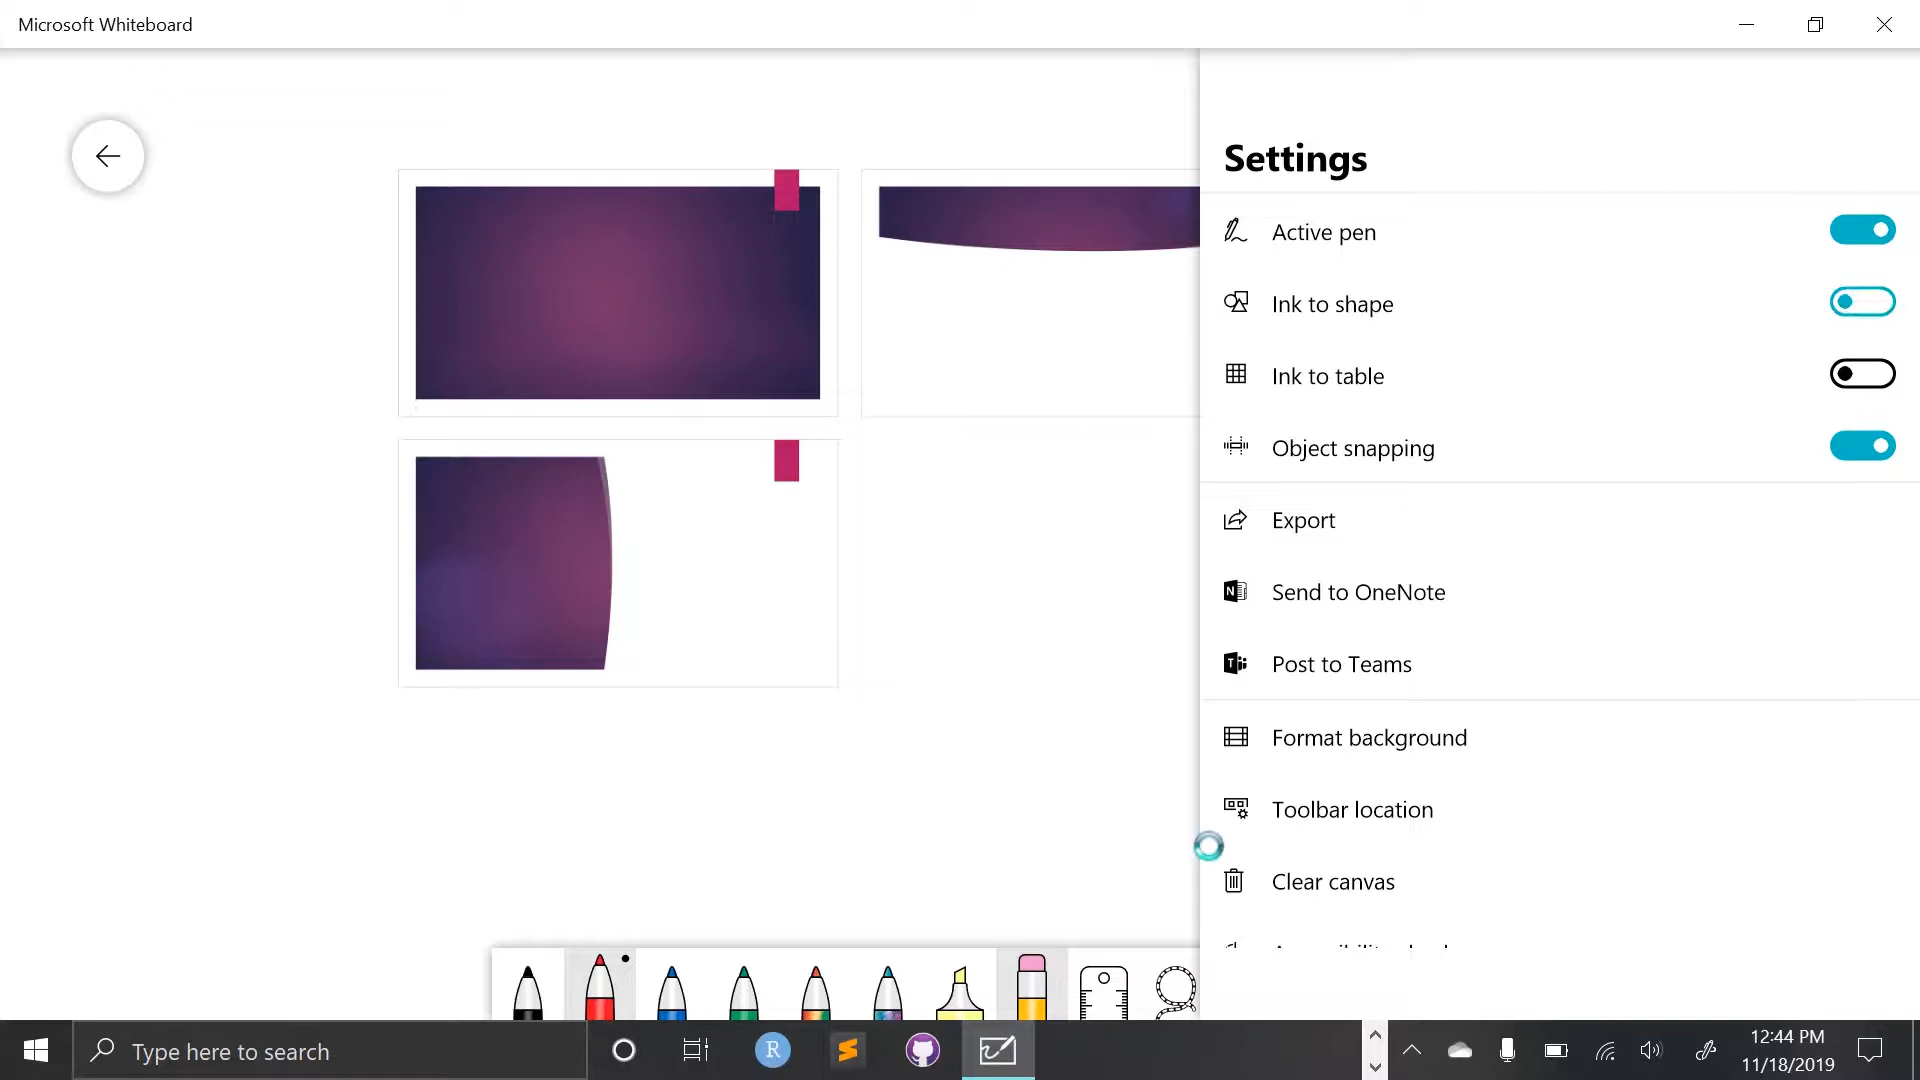 Microsoft Whiteboard
Settings
Active pen
Ink to shape
Ink to table
Object snapping
Export
Send to OneNote
Post to Teams
Format background
Toolbar location
Clear canvas
Type here to search
R
12:44 PM
11/18/2019